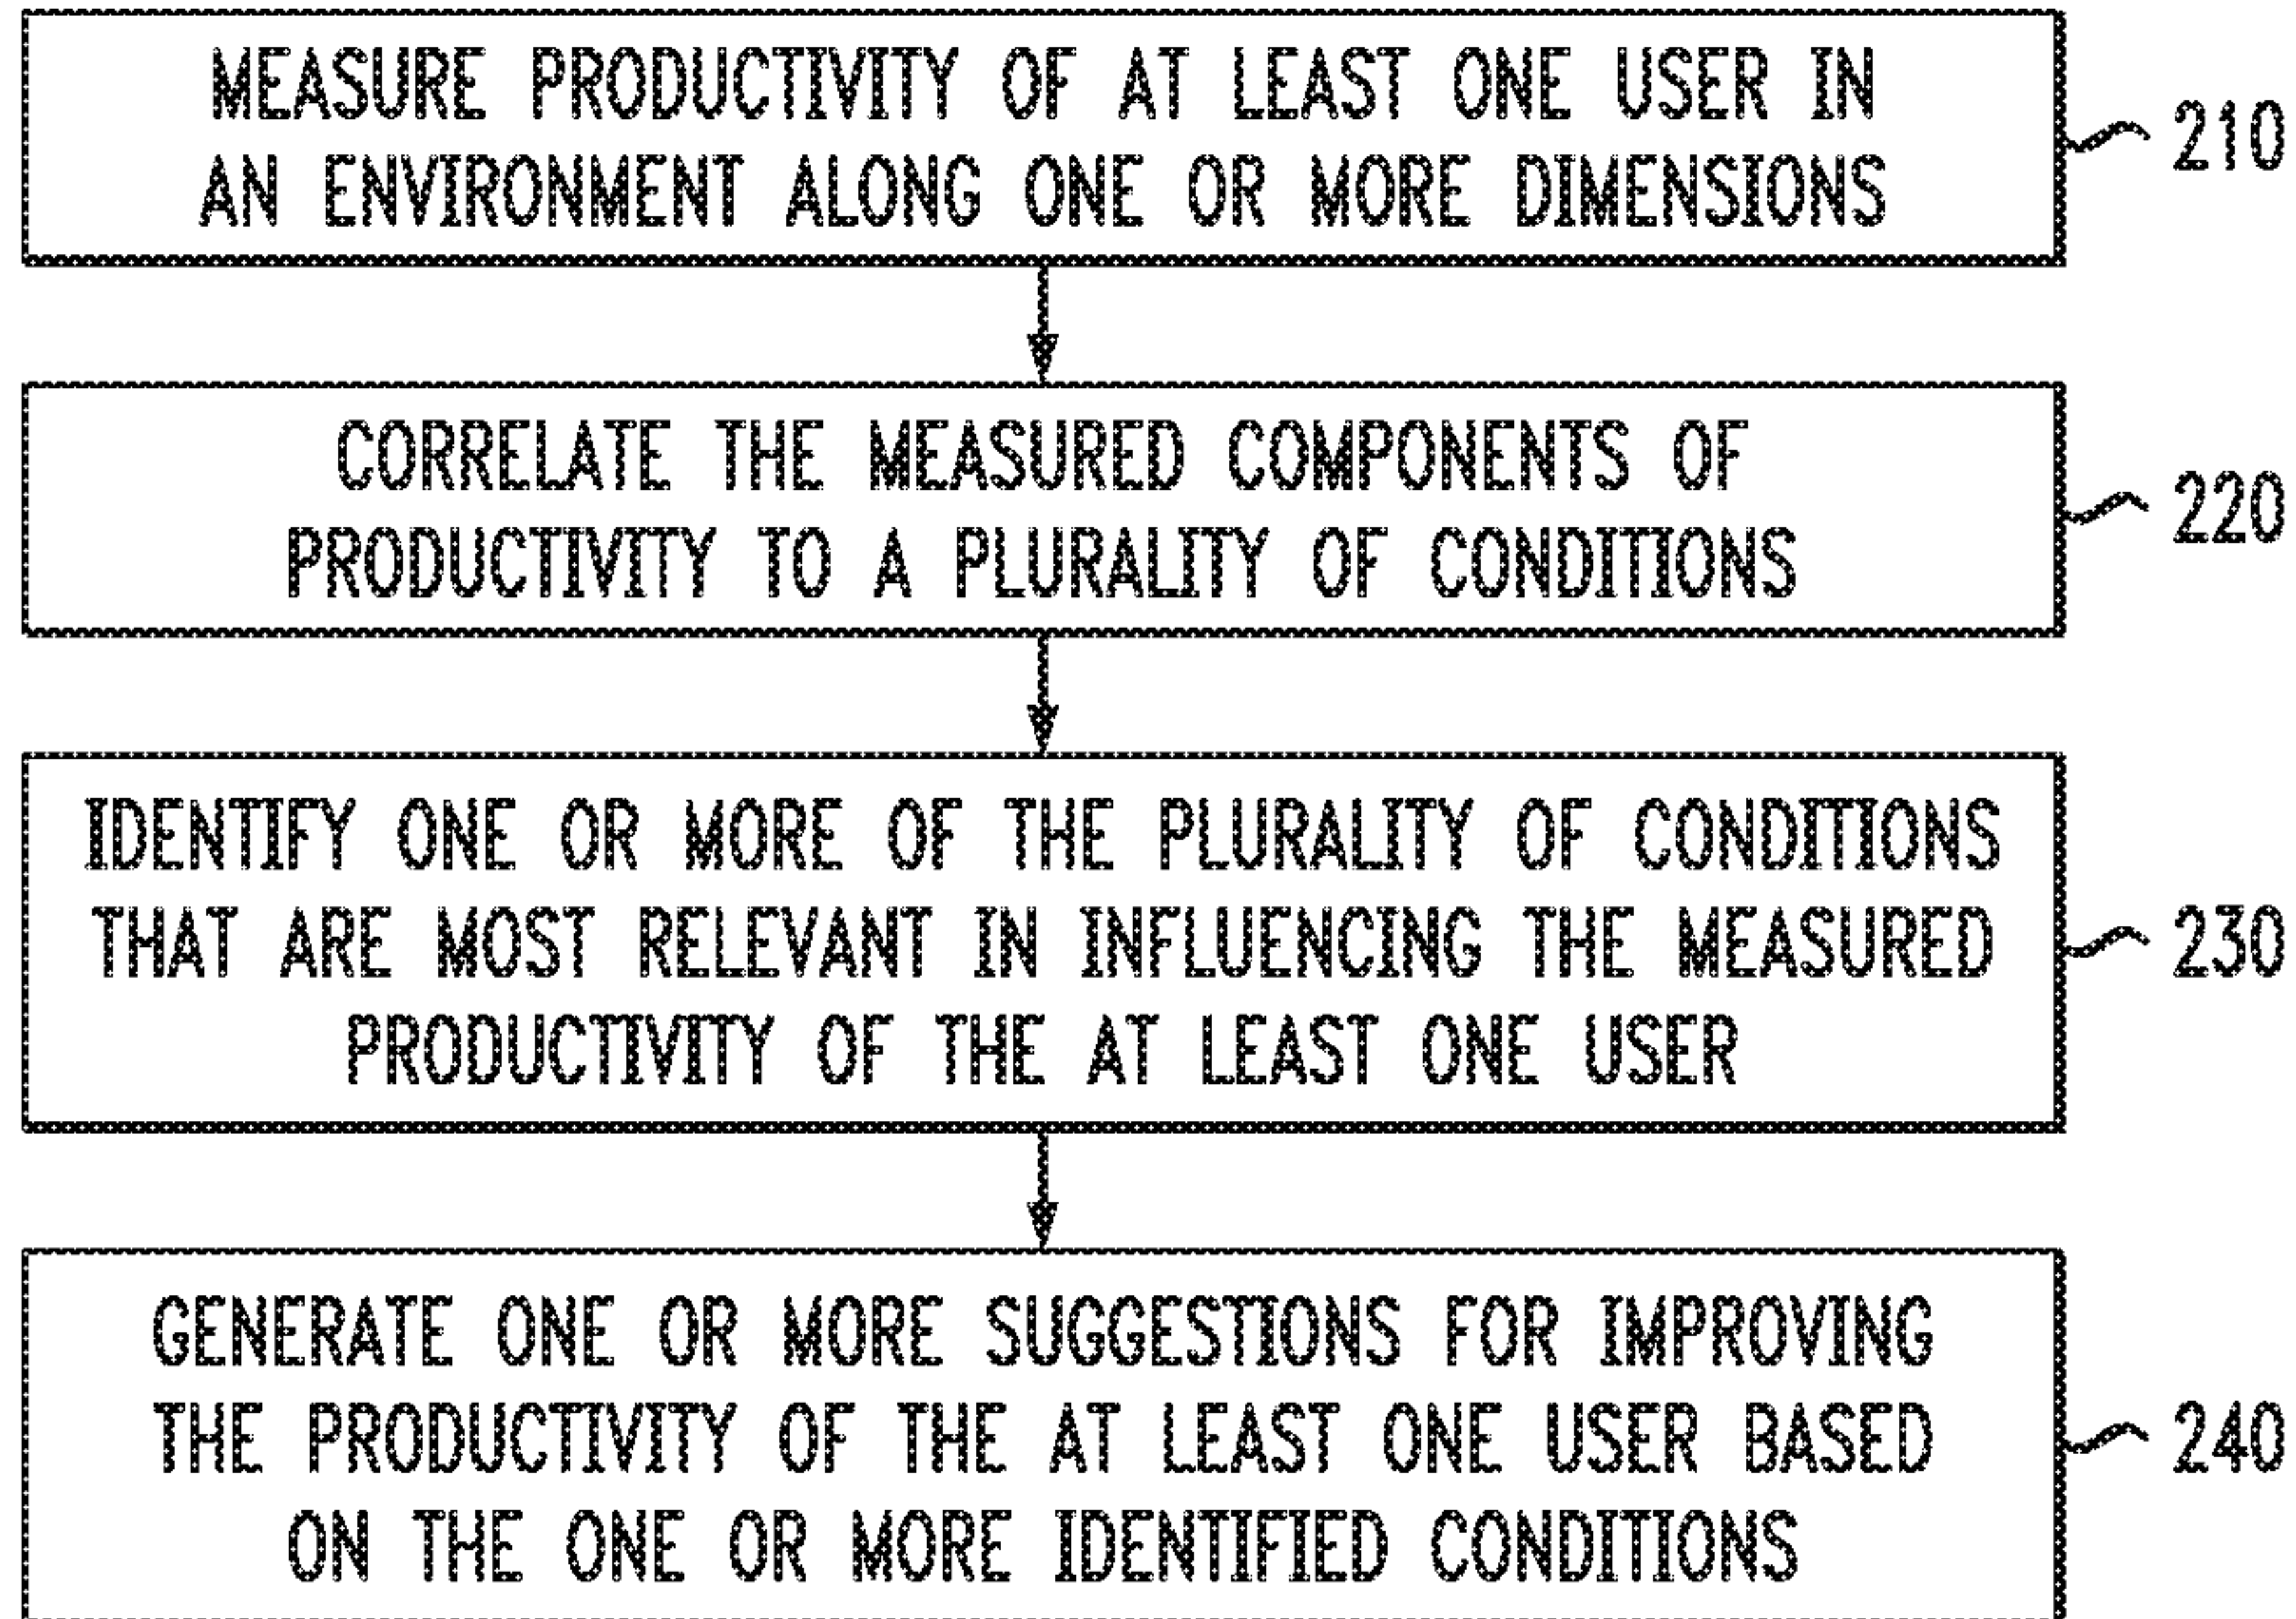 MEASURE PRODUCTIVITY OF AT LEAST ONE USER IN
AN ENVIRONMENT ALONG ONE OR MORE DIMENSIONS
210
CORRELATE THE MEASURED COMPONENTS OF
PRODUCTIVITY TO A PLURALITY OF CONDITIONS
220
IDENTIFY ONE OR MORE OF THE PLURALITY OF CONDITIONS
THAT ARE MOST RELEVANT IN INFLUENCING THE MEASURED
PRODUCTIVITY OF THE AT LEAST ONE USER
230
GENERATE ONE OR MORE SUGGESTIONS FOR IMPROVING
THE PRODUCTIVITY OF THE AT LEAST ONE USER BASED
ON THE ONE OR MORE IDENTIFIED CONDITIONS
240